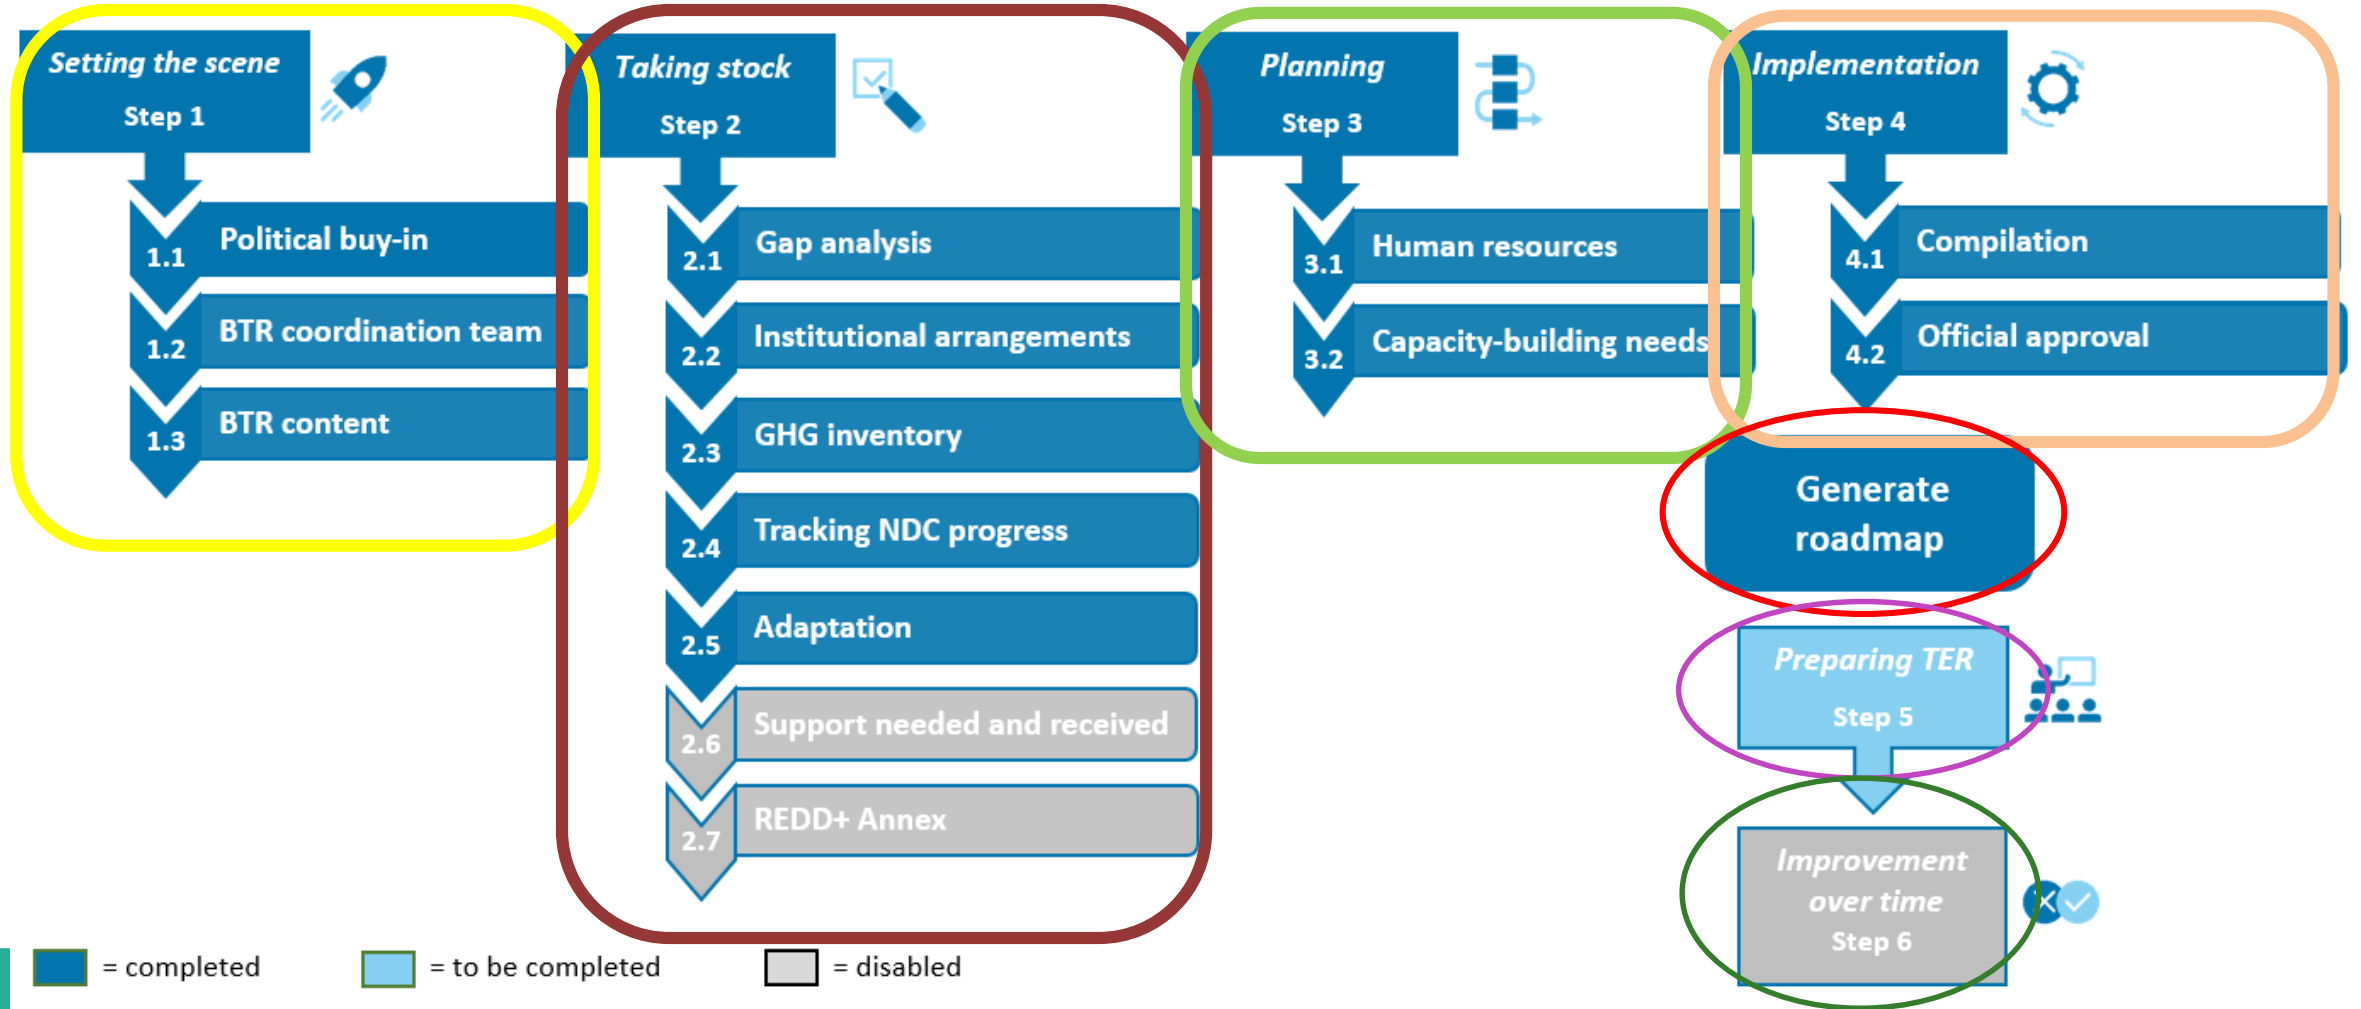 Setting the scene
Step 1
1.1
Political buy-in
1.2
BTR coordination team
1.3
BTR content
Taking stock
Step 2
2.1
Gap analysis
2.2
Institutional arrangements
2.3
GHG inventory
2.4
Tracking NDC progress
2.5
Adaptation
2.6
Support needed and received
2.7
REDD+ Annex
Planning
Step 3
3.1
Human resources
3.2
Capacity-building needs
Implementation
Step 4
4.1
Compilation
4.2
Official approval
Generate
roadmap
Preparing TER
Step 5
Improvement
over time
Step 6
= completed
= to be completed
= disabled